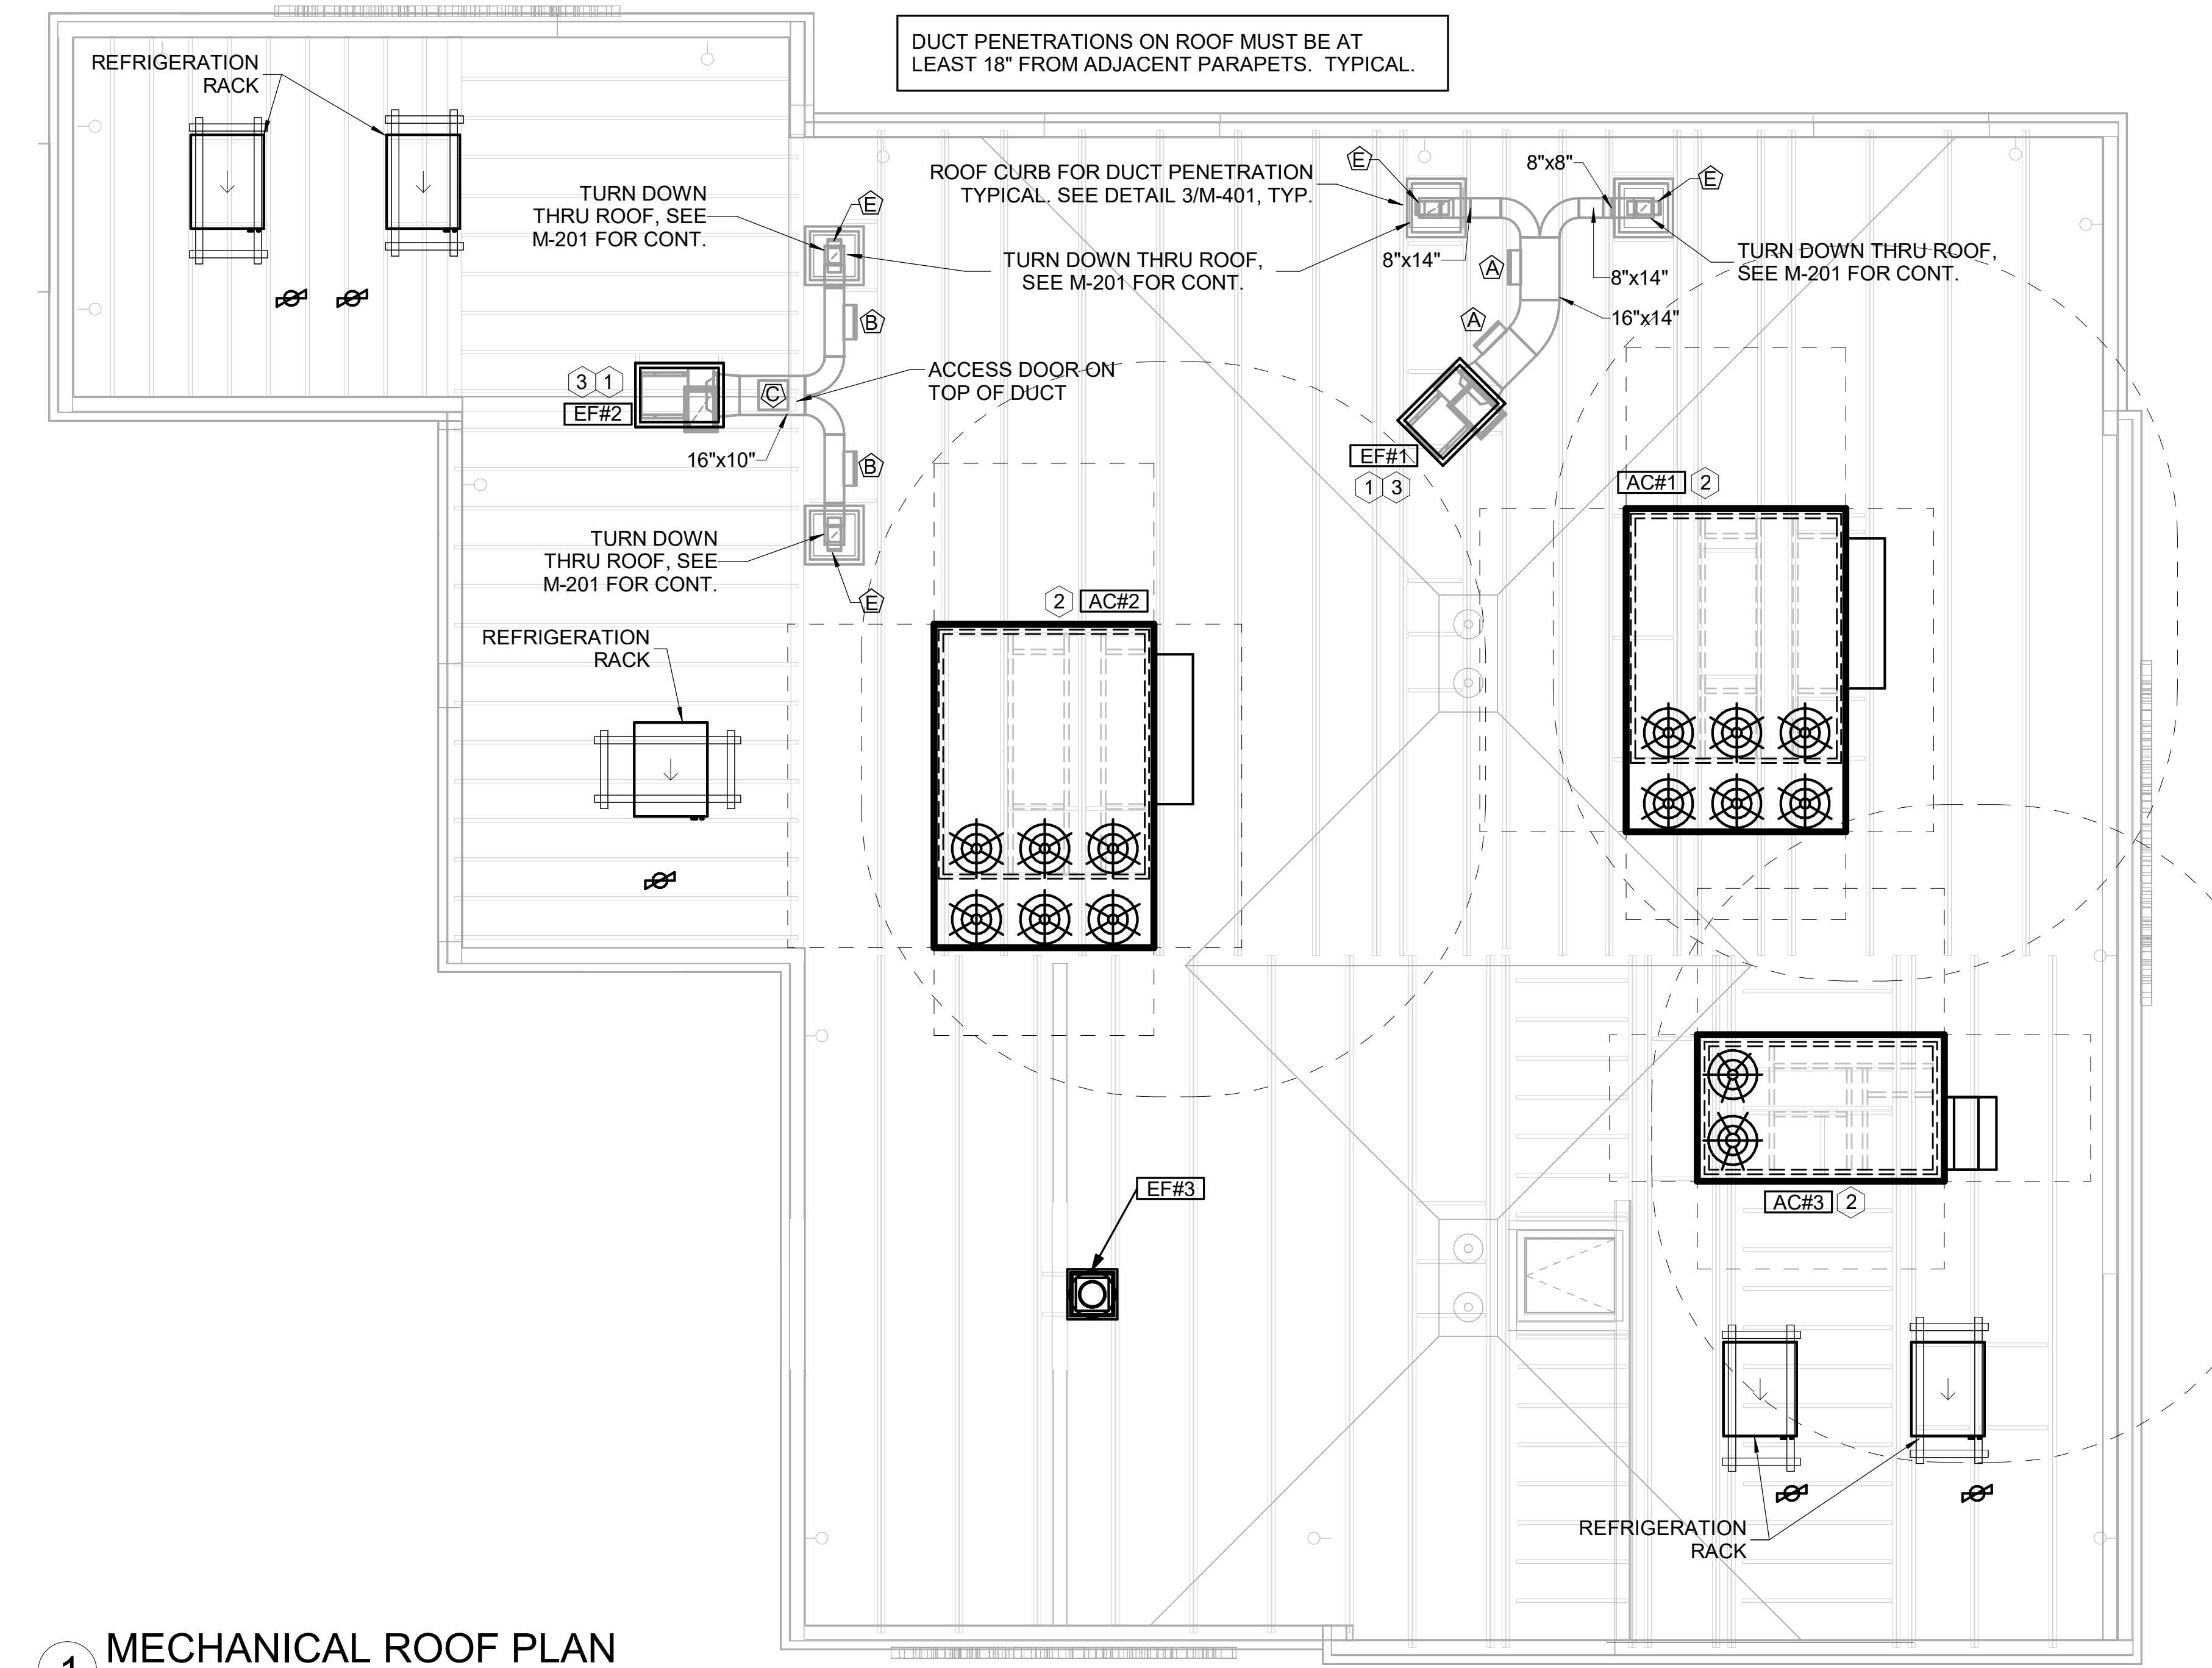 DUCT PENETRATIONS ON ROOF MUST BE AT
LEAST 18" FROM ADJACENT PARAPETS.  TYPICAL.
REFRIGERATION
RACK
TURN DOWN
THRU ROOF, SEE
M-201 FOR CONT.
E
ROOF CURB FOR DUCT PENETRATION
TYPICAL. SEE DETAIL 3/M-401, TYP.
E
8"x8"
E
TURN DOWN THRU ROOF,
SEE M-201 FOR CONT.
8"x14"
A
8"x14"
TURN DOWN THRU ROOF,
SEE M-201 FOR CONT.
16"x14"
A
B
3
1
EF#2
C
ACCESS DOOR ON
TOP OF DUCT
16"x10"
B
EF#1
1
3
AC#1
2
TURN DOWN
THRU ROOF, SEE
M-201 FOR CONT.
E
2
AC#2
REFRIGERATION
RACK
EF#3
AC#3
2
REFRIGERATION
RACK
1
MECHANICAL ROOF PLAN